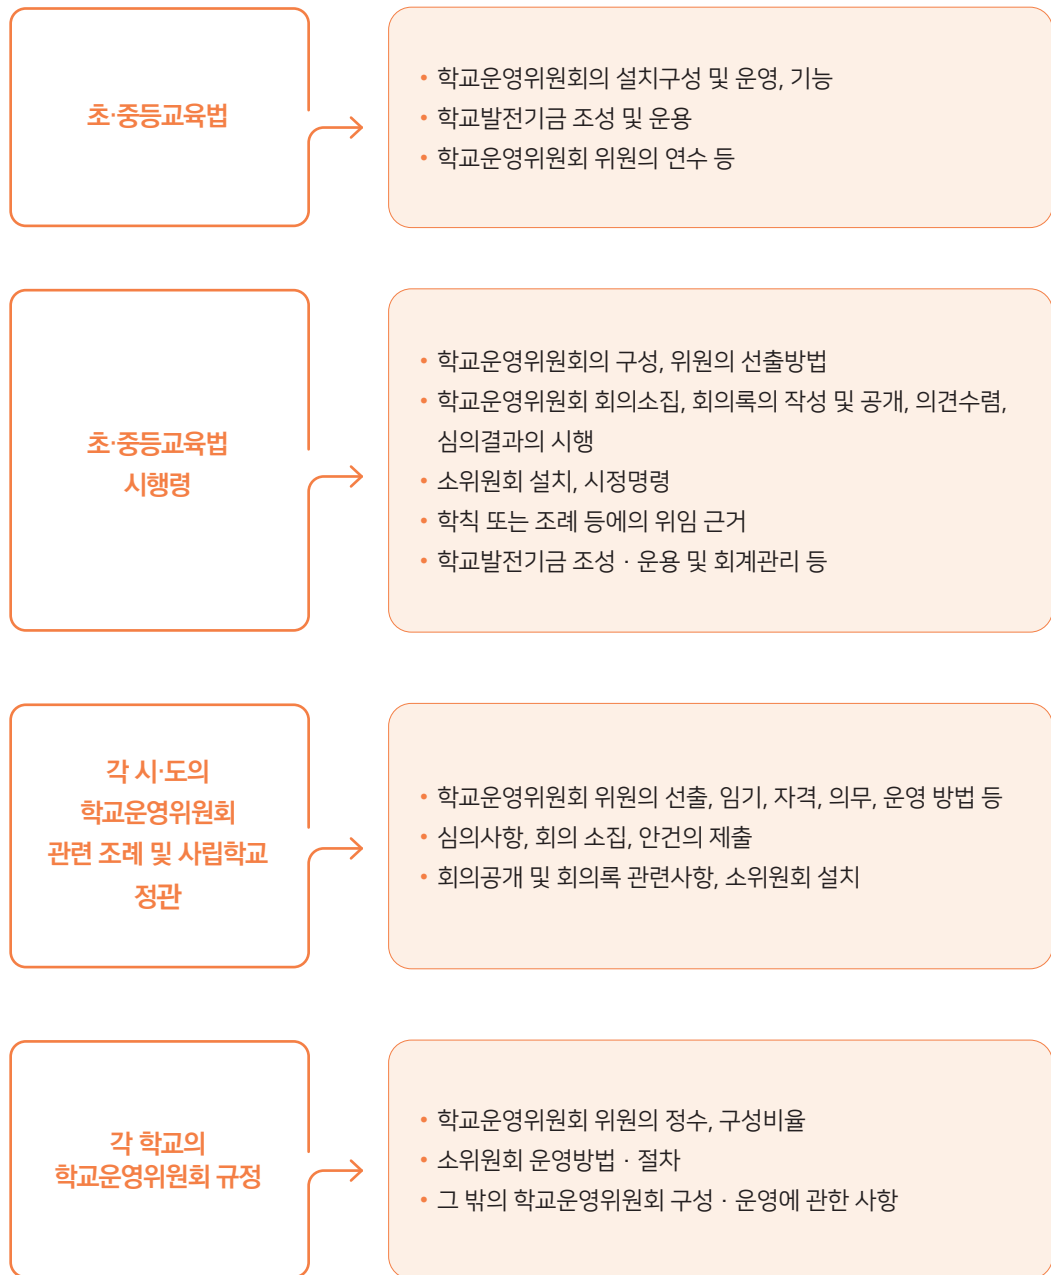 초·중등교육법
• 학교운영위원회의 설치구성 및 운영, 기능
• 학교발전기금 조성 및 운용
• 학교운영위원회 위원의 연수 등
초·중등교육법
시행령
• 학교운영위원회의 구성, 위원의 선출방법
• 학교운영위원회 회의소집, 회의록의 작성 및 공개, 의견수렴,
심의결과의 시행
• 소위원회 설치, 시정명령
• 학칙 또는 조례 등에의 위임 근거
• 학교발전기금 조성 · 운용 및 회계관리 등
각 시·도의
학교운영위원회
관련 조례 및 사립학교
정관
• 학교운영위원회 위원의 선출, 임기, 자격, 의무, 운영 방법 등
• 심의사항, 회의 소집, 안건의 제출
• 회의공개 및 회의록 관련사항, 소위원회 설치
각 학교의
학교운영위원회 규정
• 학교운영위원회 위원의 정수, 구성비율
• 소위원회 운영방법 · 절차
• 그 밖의 학교운영위원회 구성 · 운영에 관한 사항